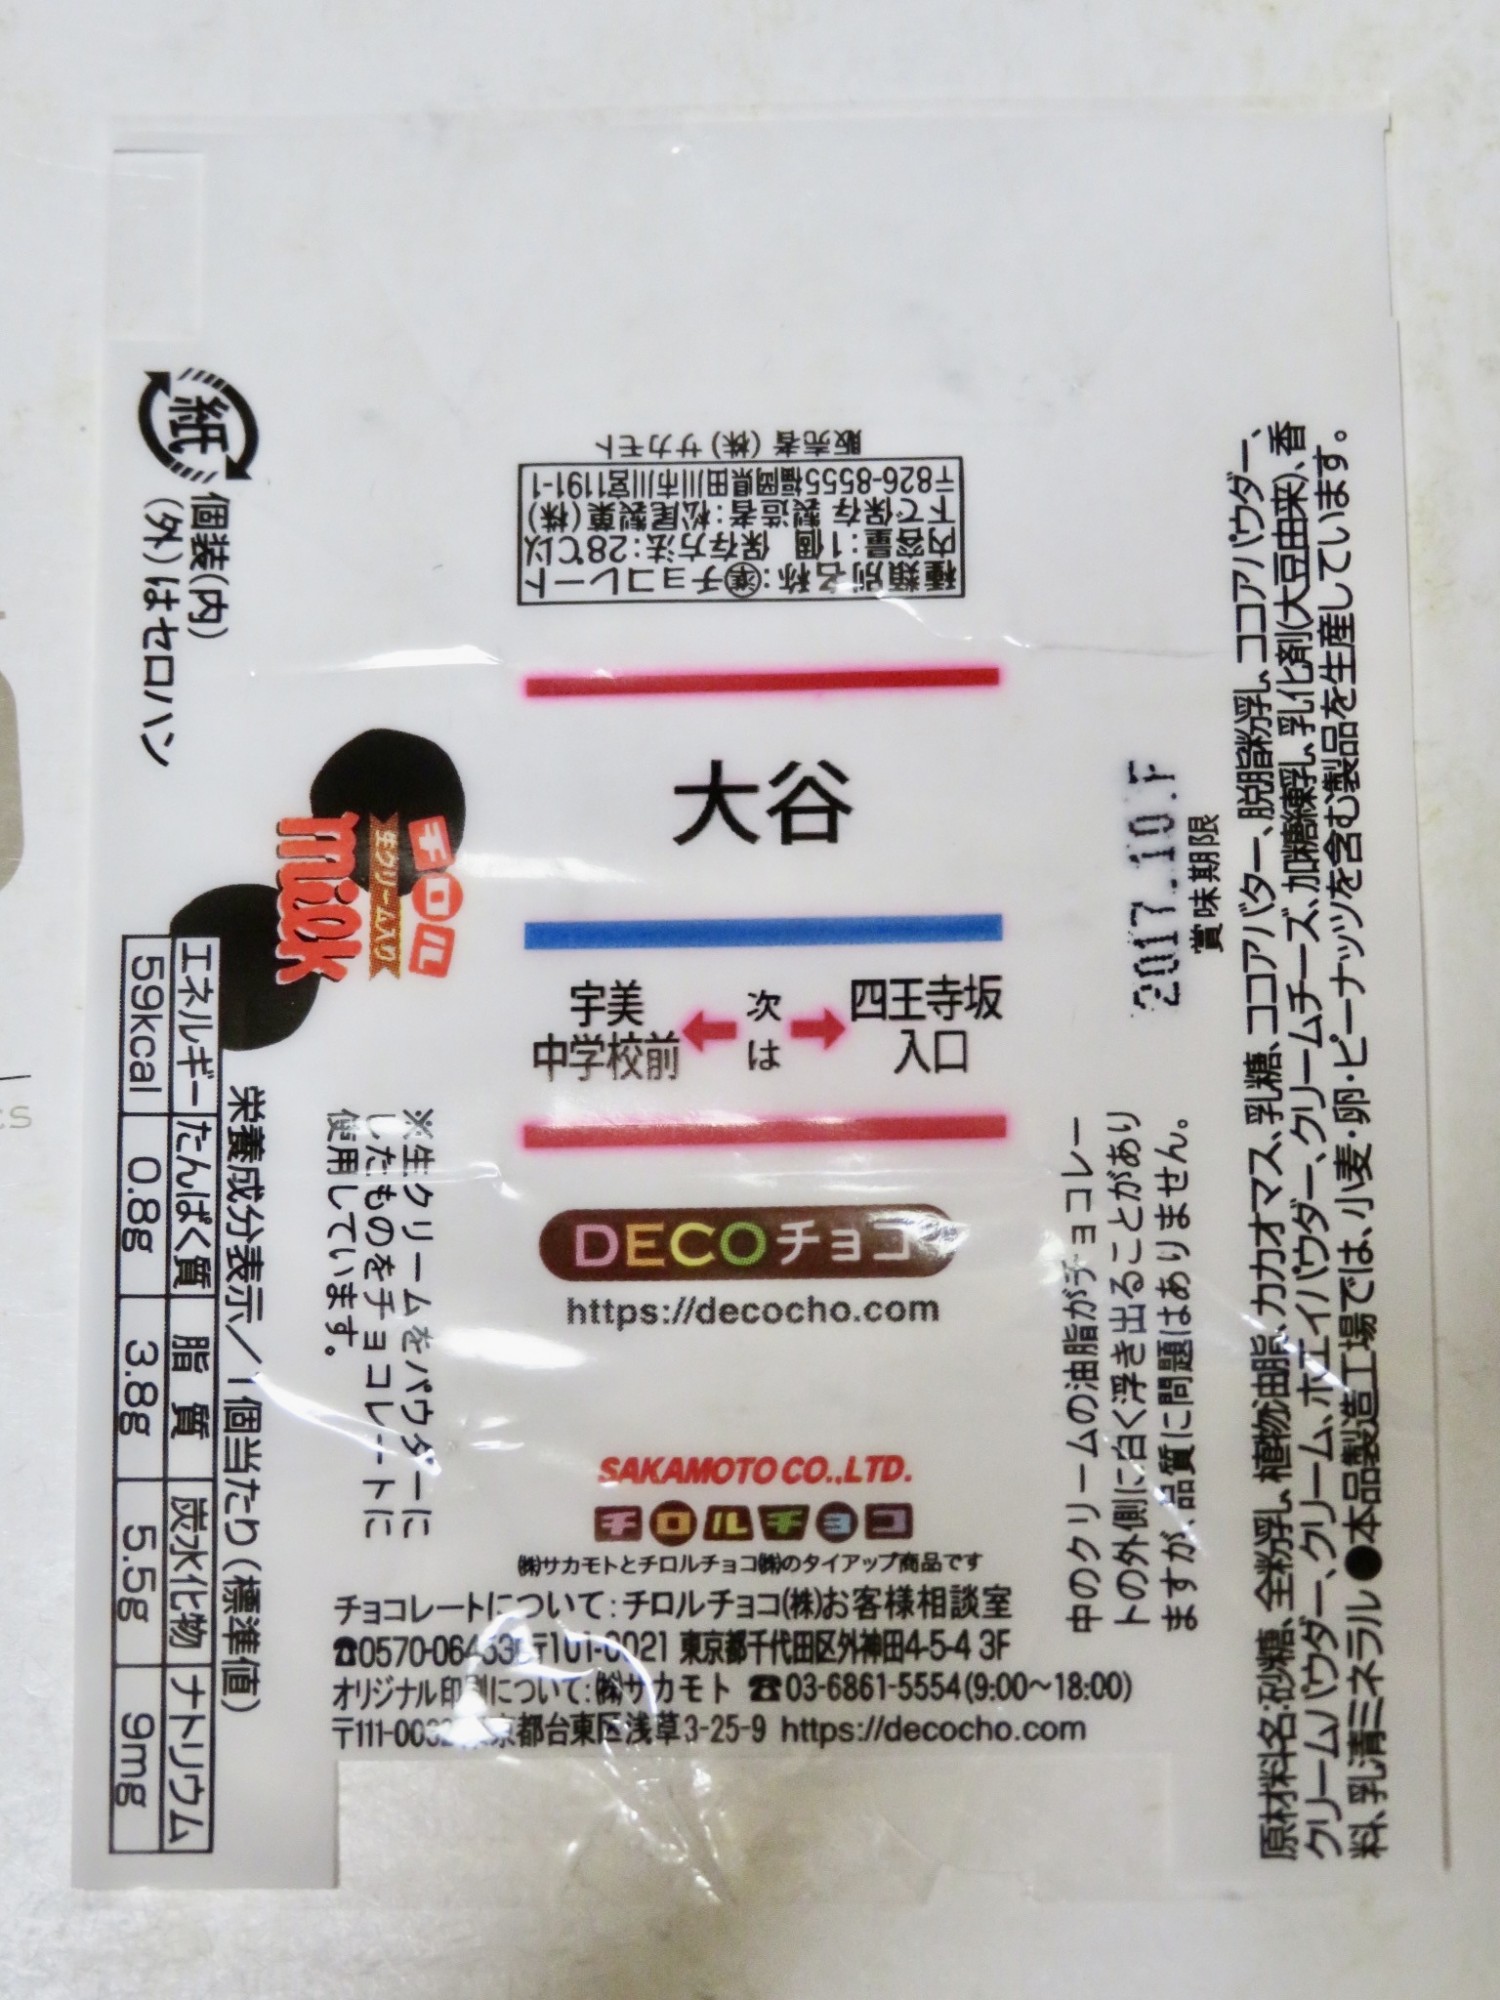 販売者(株)サカモト
種類別名称:準チョコレート
内容量:1個 保存方法:28℃以
下で保存 製造者:松尾製菓(株)
〒826-8555福岡県田川市川宮1191-1
大谷
宇美
中学校前
次
は
四王寺坂
入口
DECOチョコ
https://decocho.com
SAKAMOTO CO.,LTD.
チロルチョコ
㈱サカモトとチロルチョコ㈱のタイアップ商品です
チョコレートについて:チロルチョコ(株)お客様相談室
☎0570-064 〒101-0021 東京都千代田区外神田4-5-4 3F
オリジナル印刷について:㈱サカモト ☎03-6861-5554(9:00〜18:00)
〒111-003 東京都台東区浅草3-25-9 https://decocho.com
紙
個装(内)
(外)はセロハン
チロル
生クリーム入り
milk
※生クリームをパウダーに
したものをチョコレートに
使用しています。
栄養成分表示/1個当たり(標準値)
エネルギー たんぱく質 脂質 炭水化物 ナトリウム
59kcal 0.8g 3.8g 5.5g 9mg
2017.10.
賞味期限
中のクリームの油脂がチョコレー
トの外側に白く浮き出ることがあり
ますが、品質に問題はありません。
原材料名:砂糖、全粉乳、植物油脂、カカオマス、乳糖、ココアバター、脱脂粉乳、ココアパウダー、
クリームパウダー、クリーム、ホエイパウダー、クリームチーズ、加糖練乳、乳化剤(大豆由来)、香
料、乳清ミネラル ●本品製造工場では、小麦・卵・ピーナッツを含む製品を生産しています。